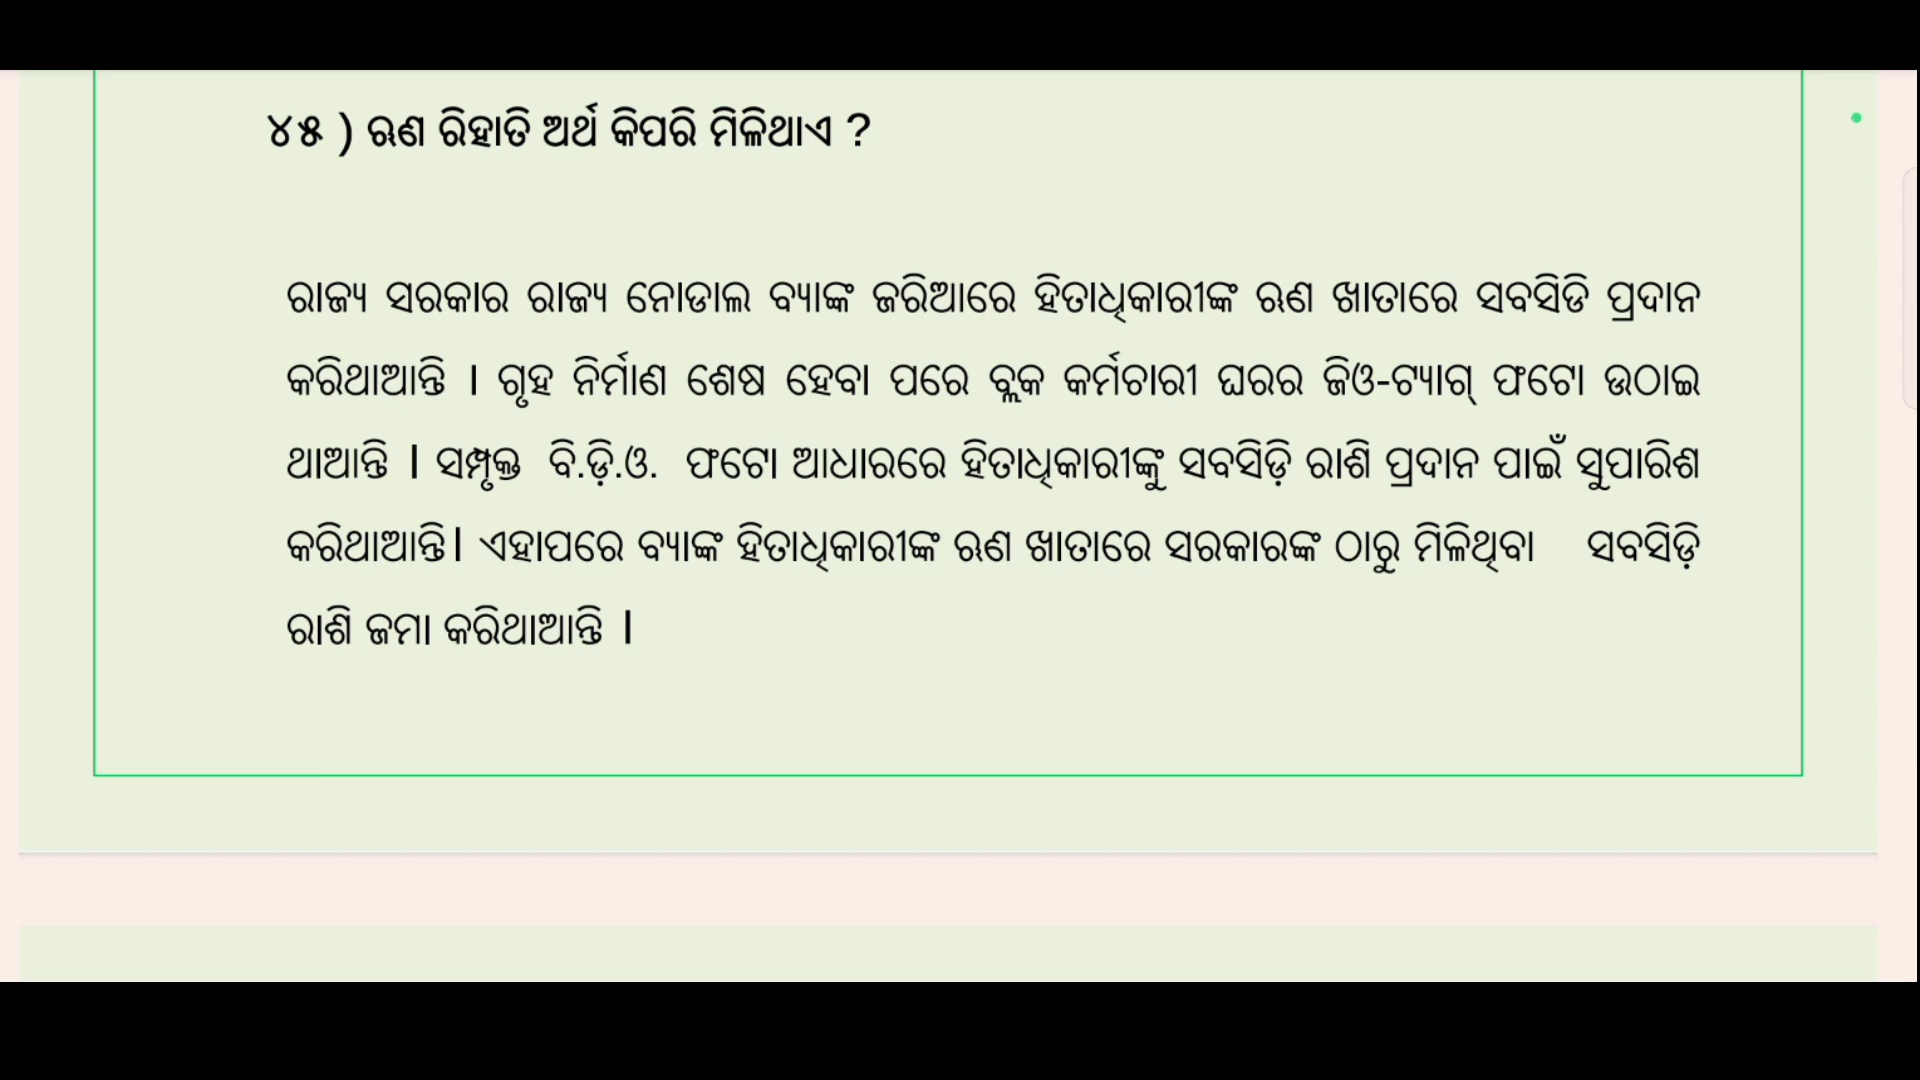 ୪୫ ) ଋଣ ରିହାତି ଅର୍ଥ କିପରି ମିଳିଥାଏ ?
ରାଜ୍ୟ ସରକାର ରାଜ୍ୟ ନୋଡାଲ ବ୍ୟାଙ୍କ ଜରିଆରେ ହିତାଧିକାରୀଙ୍କ ଋଣ ଖାତାରେ ସବସିଡି ପ୍ରଦାନ
କରିଥାଆନ୍ତି । ଗୃହ ନିର୍ମାଣ ଶେଷ ହେବା ପରେ ବ୍ଲକ କର୍ମଚାରୀ ଘରର ଜିଓ-ଟ୍ୟାଗ୍ ଫଟୋ ଉଠାଇ
ଥାଆନ୍ତି । ସମ୍ପୃକ୍ତ ବି.ଡ଼ି.ଓ. ଫଟୋ ଆଧାରରେ ହିତାଧିକାରୀଙ୍କୁ ସବସିଡ଼ି ରାଶି ପ୍ରଦାନ ପାଇଁ ସୁପାରିଶ
କରିଥାଆନ୍ତି। ଏହାପରେ ବ୍ୟାଙ୍କ ହିତାଧିକାରୀଙ୍କ ଋଣ ଖାତାରେ ସରକାରଙ୍କ ଠାରୁ ମିଳିଥିବା ସବସିଡ଼ି
ରାଶି ଜମା କରିଥାଆନ୍ତି ।